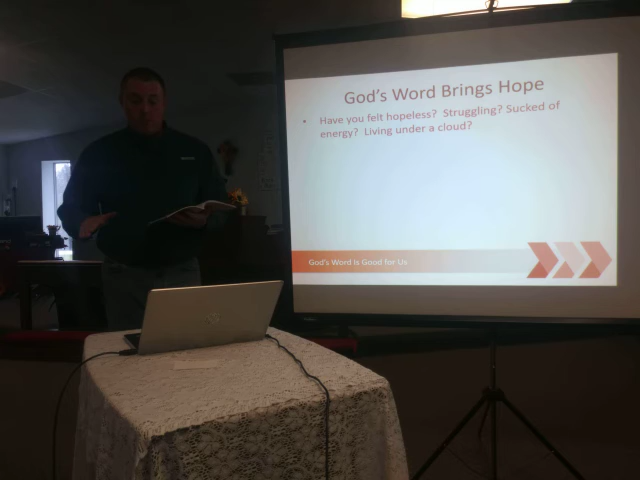 God's Word Brings Hope
• Have you felt hopeless? Struggling? Sucked of
energy? Living under a cloud?
God's Word is Good for Us